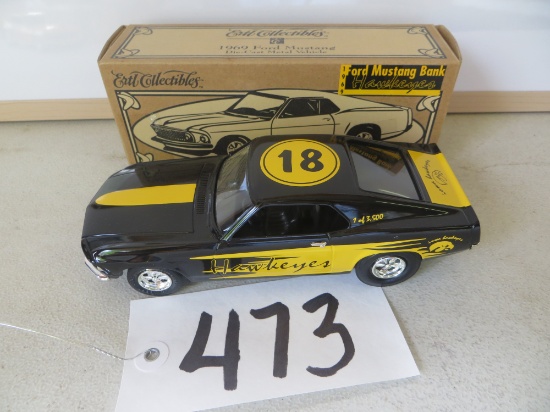 1969 Ford Mustang
Die-Cast Metal Vehicle
Ertl Collectibles
Ertl Collectibles
Ford Mustang Bank
Hawkeyes
18
1 of 3,500
Hawkeyes
473